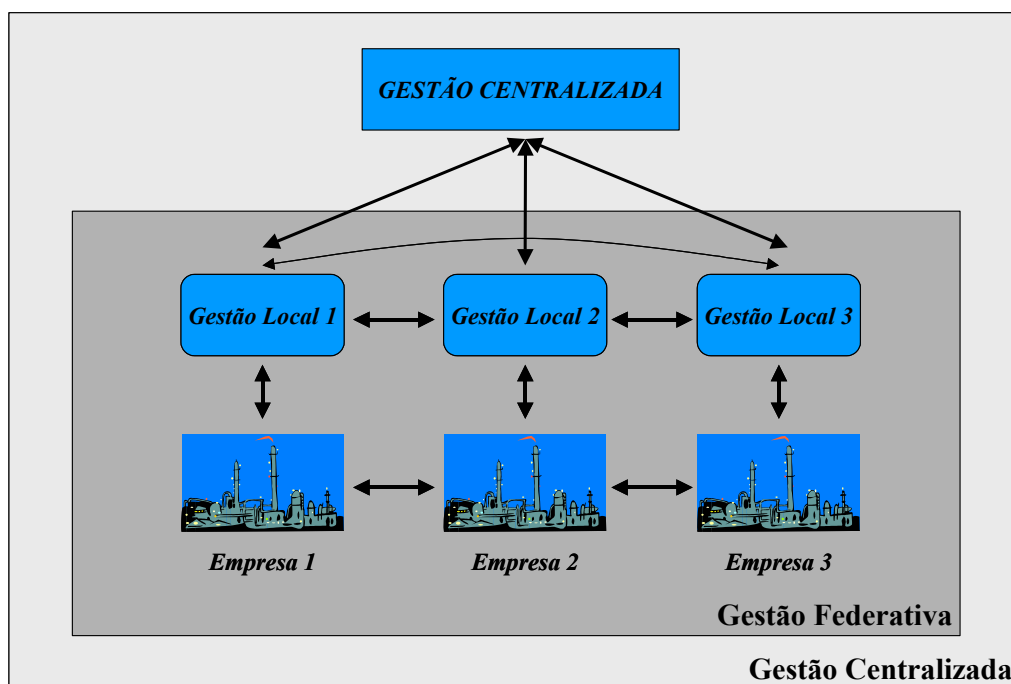 GESTÃO CENTRALIZADA
Gestão Local 1
Gestão Local 2
Gestão Local 3
Empresa 1
Empresa 2
Empresa 3
Gestão Federativa
Gestão Centralizada